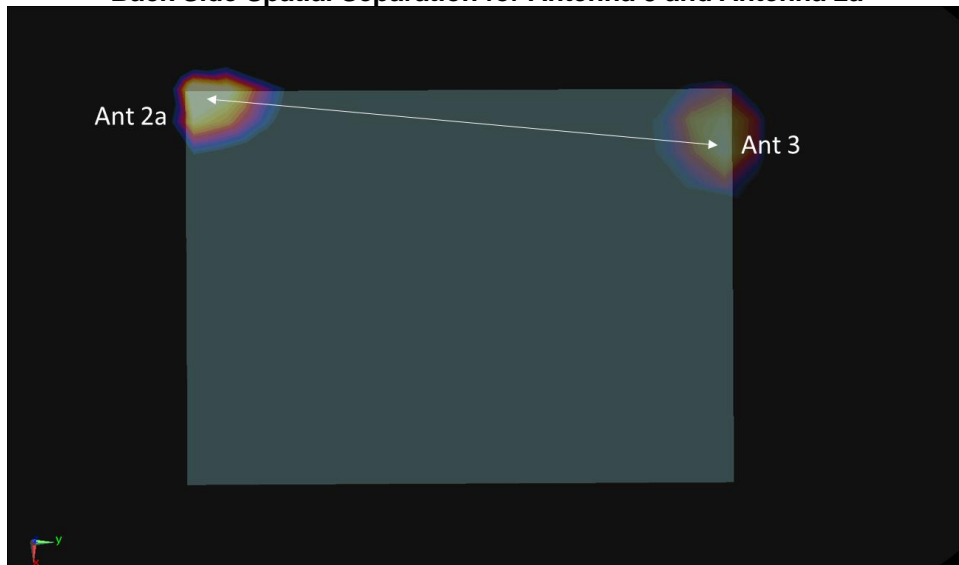 Back Side Spatial Separation for Antenna 3 and Antenna 2a
Ant 2a
Ant 3
y
x